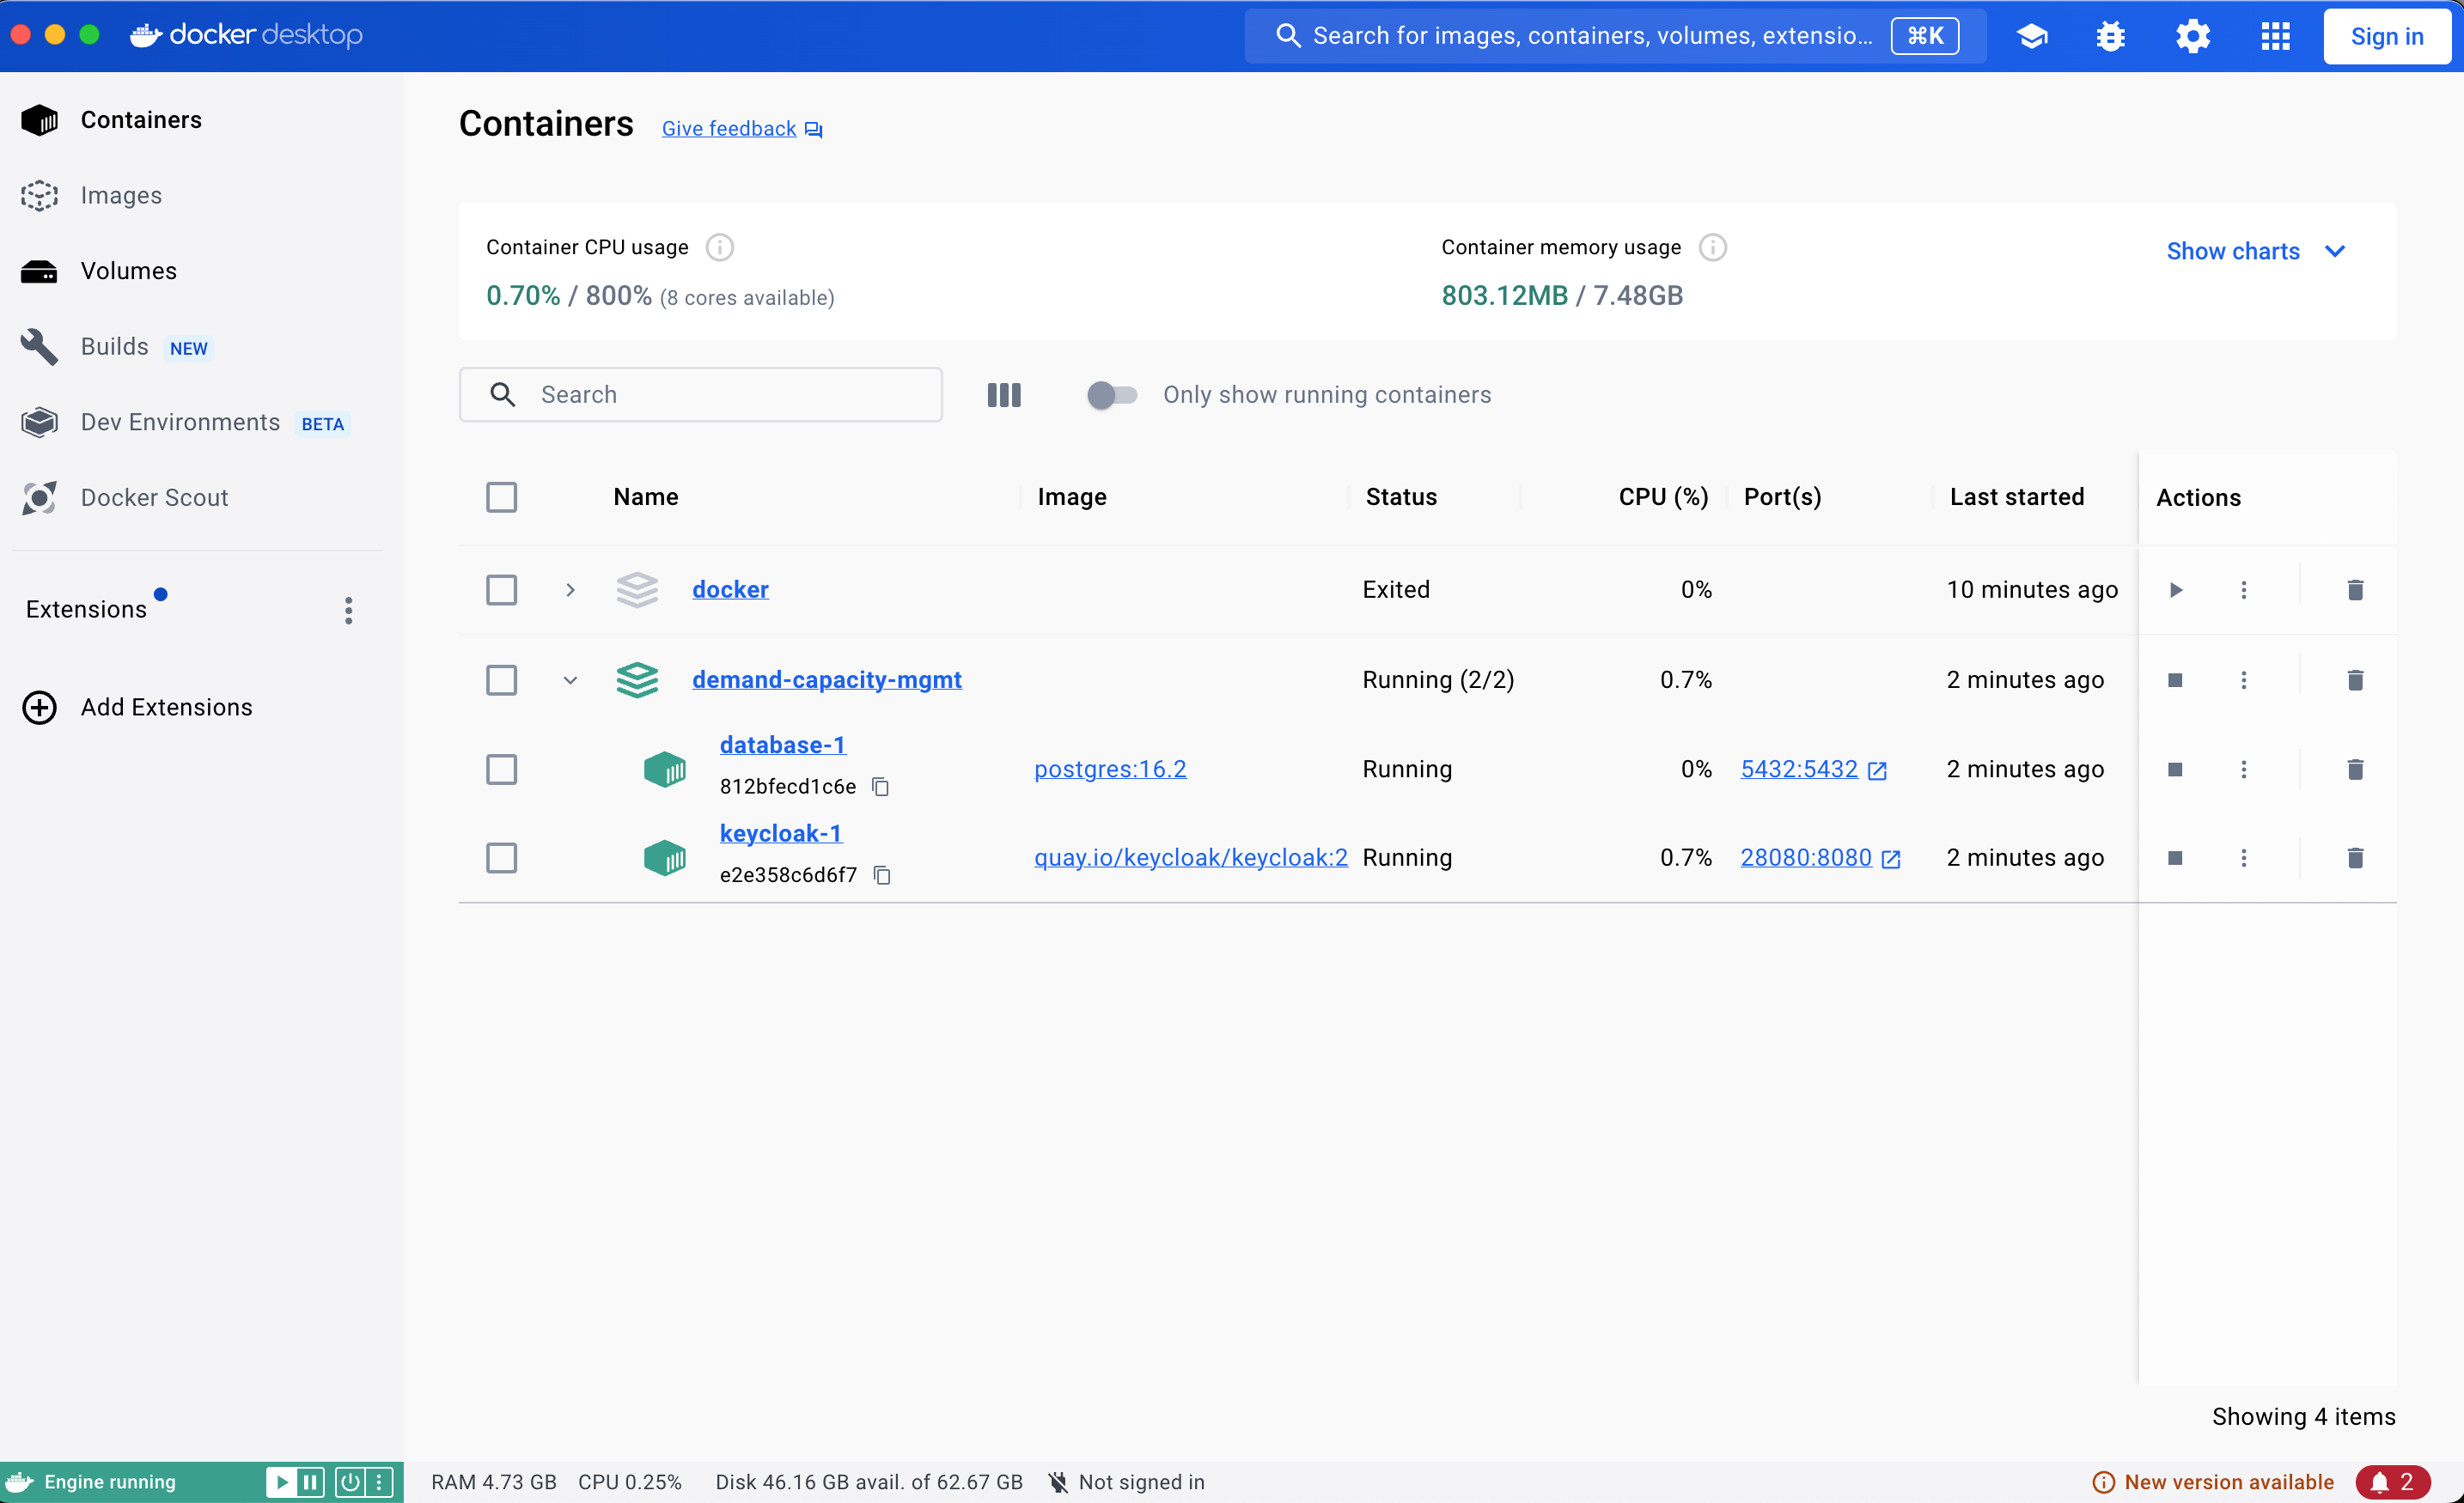 docker desktop
Search for images, containers, volumes, extensio... ⌘K
Sign in
Containers
Images
Volumes
Builds NEW
Dev Environments BETA
Docker Scout
Extensions
Add Extensions
Containers Give feedback
Container CPU usage
0.70% / 800% (8 cores available)
Container memory usage
803.12MB / 7.48GB
Show charts
Search
Only show running containers
Name Image Status CPU (%) Port(s) Last started Actions
docker Exited 0% 10 minutes ago
demand-capacity-mgmt Running (2/2) 0.7% 2 minutes ago
database-1
812bfecd1c6e
postgres:16.2 Running 0% 5432:5432 2 minutes ago
keycloak-1
e2e358c6d6f7
quay.io/keycloak/keycloak:2 Running 0.7% 28080:8080 2 minutes ago
Showing 4 items
Engine running
RAM 4.73 GB CPU 0.25% Disk 46.16 GB avail. of 62.67 GB Not signed in
New version available 2